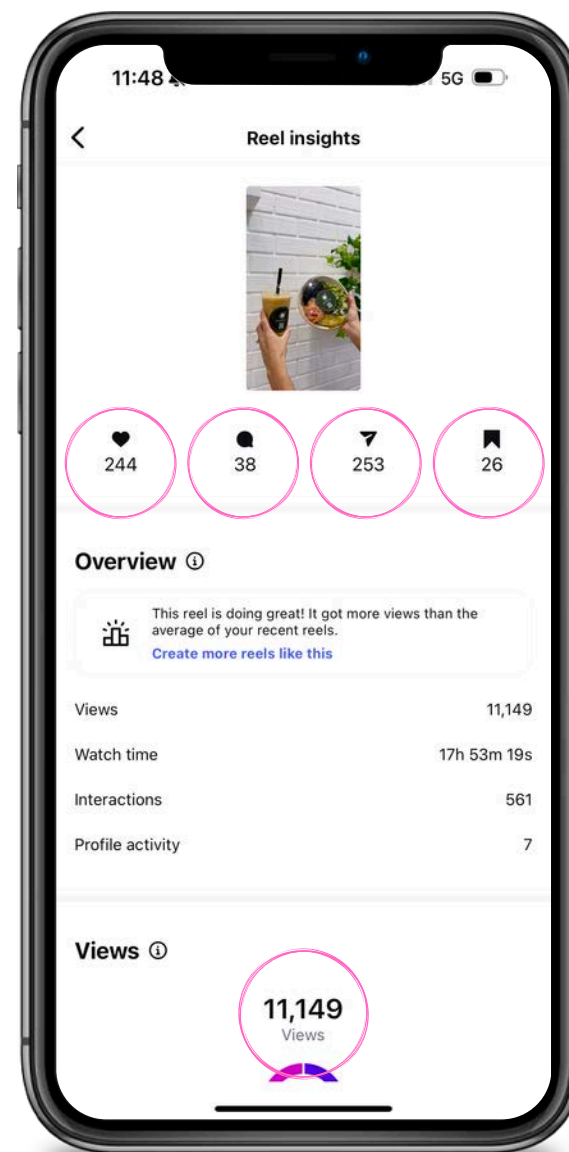 11:48
5G
Reel insights
244 38 253 26
Overview
This reel is doing great! It got more views than the
average of your recent reels.
Create more reels like this
Views 11,149
Watch time 17h 53m 19s
Interactions 561
Profile activity 7
Views
11,149
Views